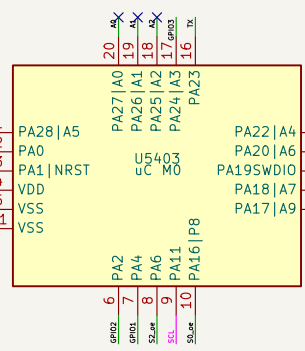 A0 A1 A2 GPIO3 TX
20 19 18 17 16
PA27|A0 PA26|A1 PA25|A2 PA24|A3 PA23
PA28|A5 PA22|A4
PA0 PA20|A6
PA1|NRST PA19SWDIO
VDD PA18|A7
VSS PA17|A9
VSS
U5403
uC M0
1
PA2 PA4 PA6 PA11 PA16|P8
6 7 8 9 10
GPIO2 GPIO1 S2_oe SCL S0_oe